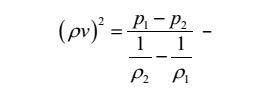 (ρv)² = (p₁ − p₂) / (1/ρ₂ − 1/ρ₁) −